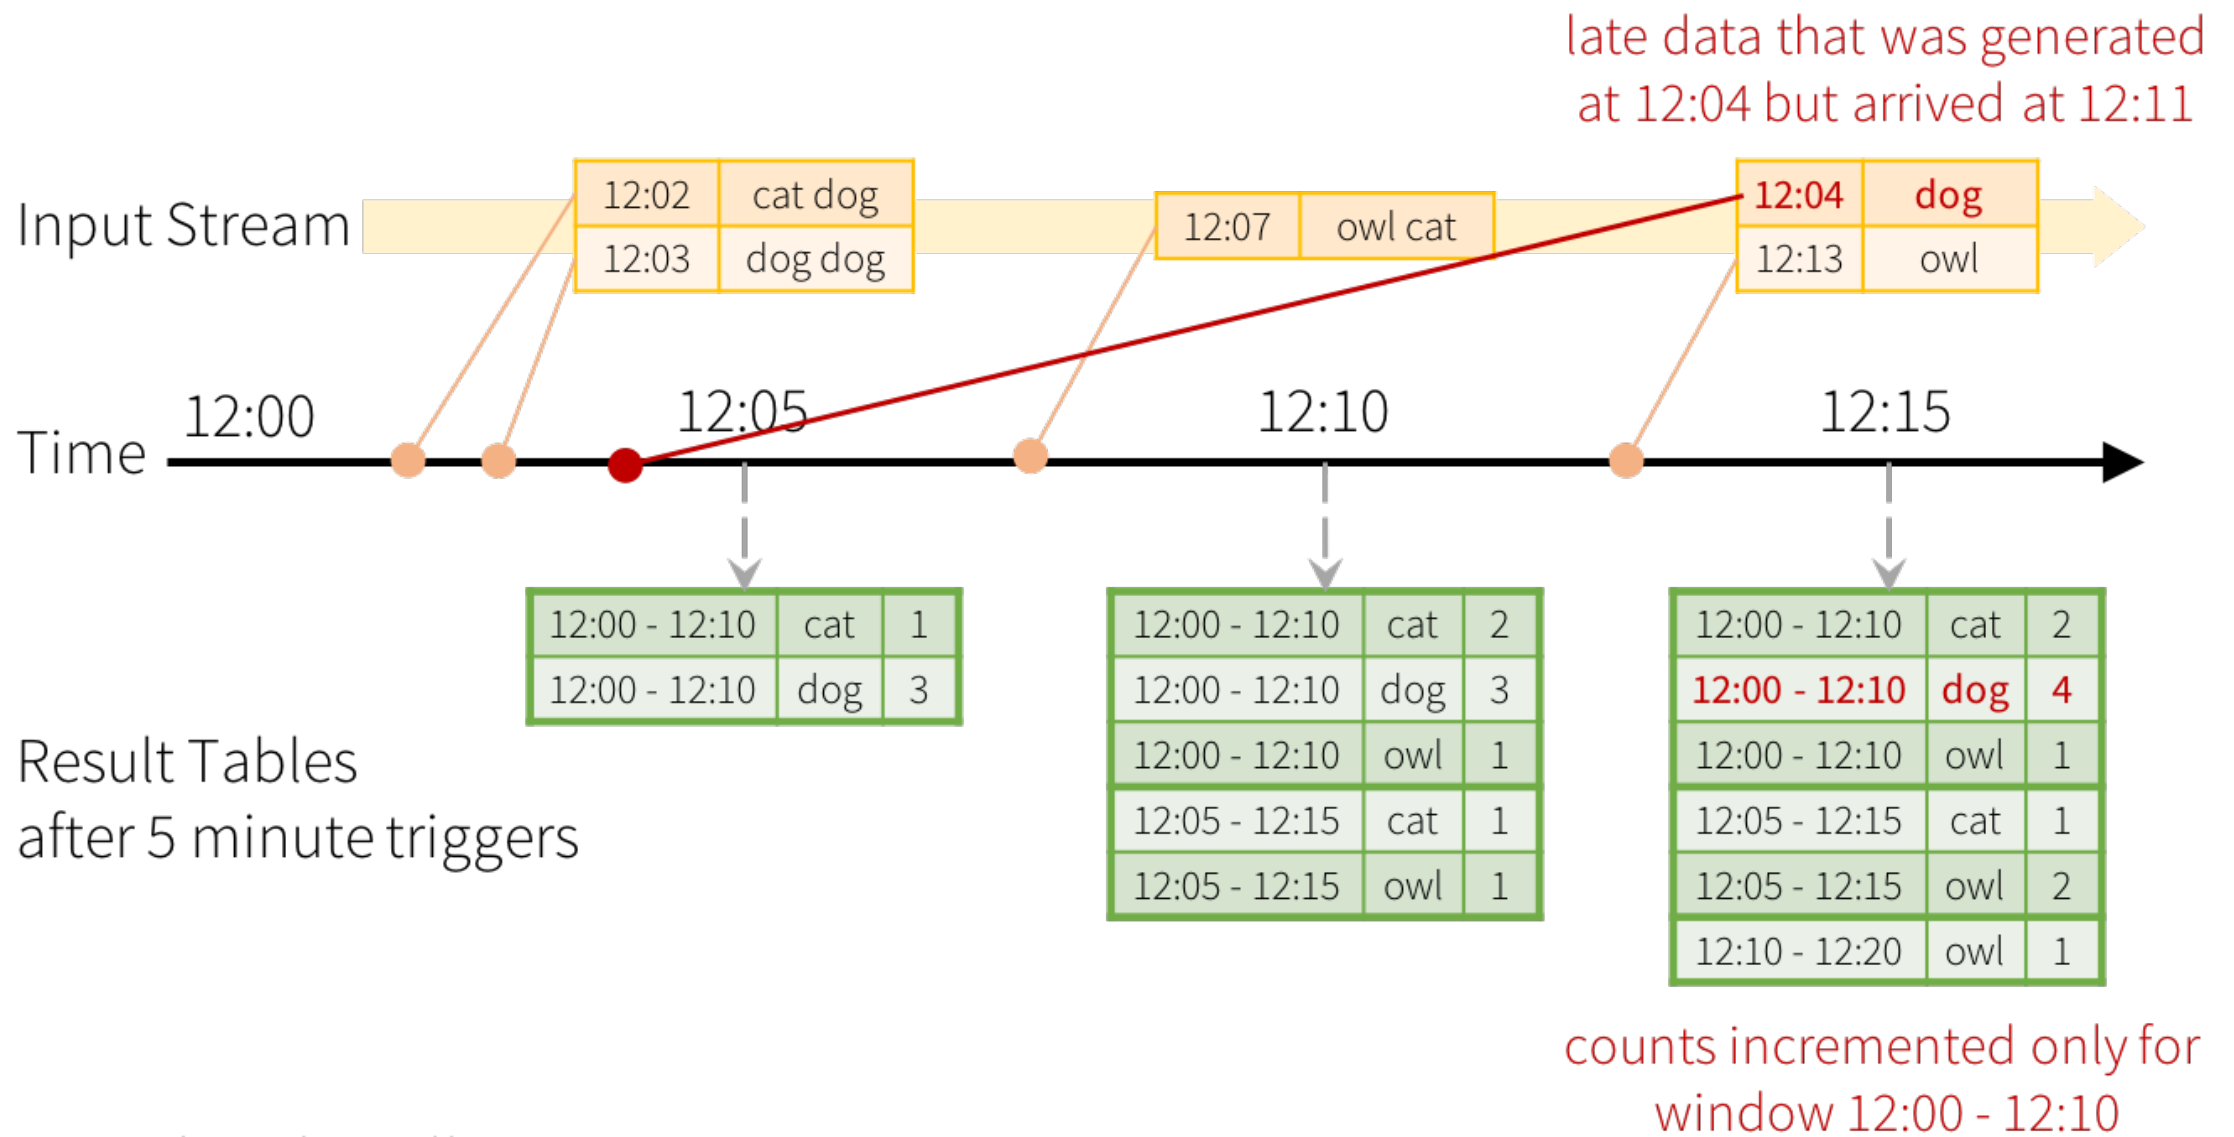 late data that was generated
at 12:04 but arrived at 12:11
Input Stream
12:02 cat dog
12:03 dog dog
12:07 owl cat
12:04 dog
12:13 owl
Time
12:00 12:05 12:10 12:15
12:00 - 12:10 cat 1
12:00 - 12:10 dog 3
12:00 - 12:10 cat 2
12:00 - 12:10 dog 3
12:00 - 12:10 owl 1
12:05 - 12:15 cat 1
12:05 - 12:15 owl 1
12:00 - 12:10 cat 2
12:00 - 12:10 dog 4
12:00 - 12:10 owl 1
12:05 - 12:15 cat 1
12:05 - 12:15 owl 2
12:10 - 12:20 owl 1
Result Tables
after 5 minute triggers
counts incremented only for
window 12:00 - 12:10